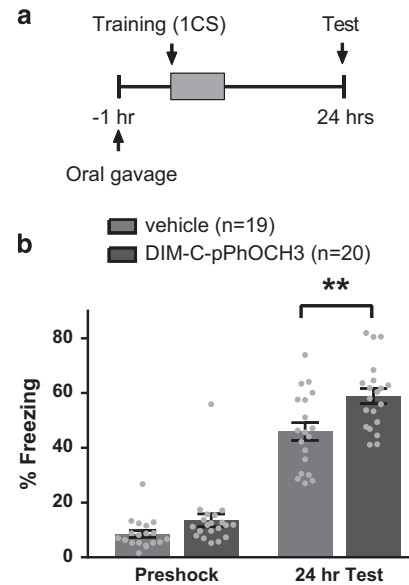 a
Training (1CS)
Test
-1 hr
24 hrs
Oral gavage
vehicle (n=19)
b
DIM-C-pPhOCH3 (n=20)
**
80
60
40
20
0
% Freezing
Preshock
24 hr Test